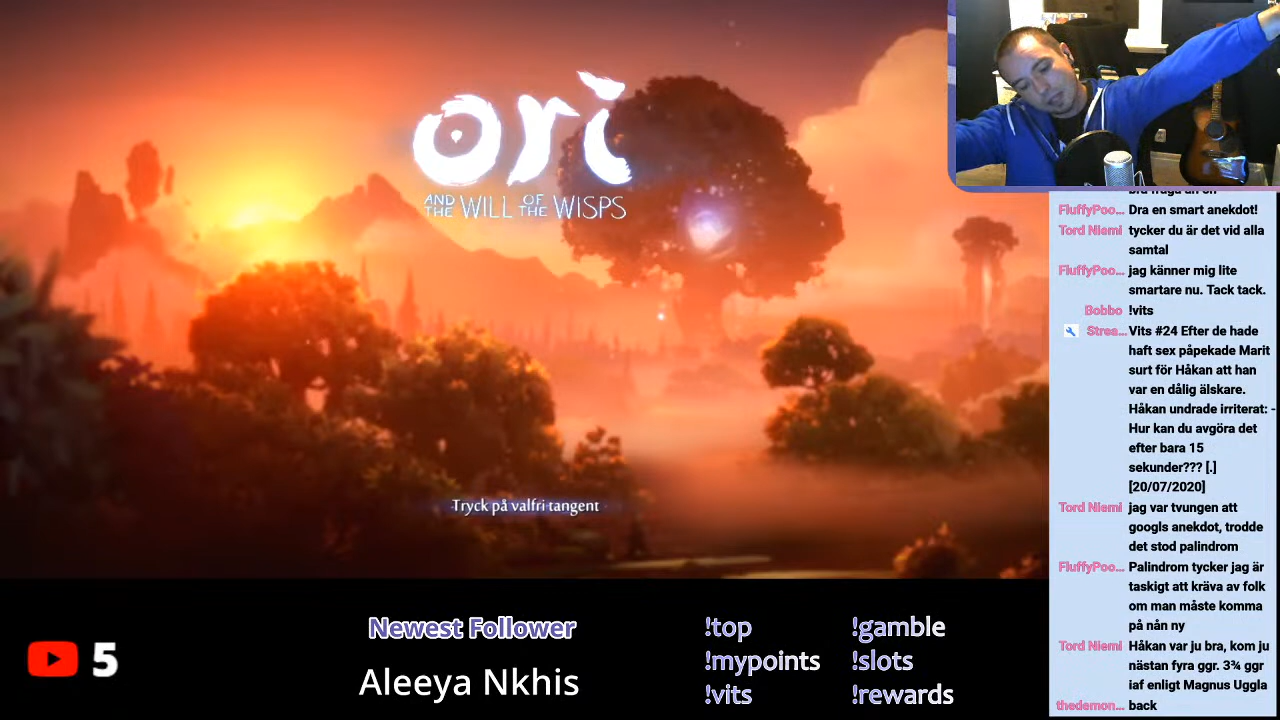 ori
AND THE WILL OF THE WISPS
Tryck på valfri tangent
FluffyPoo... Dra en smart anekdot!
Tord Niemi tycker du är det vid alla
samtal
FluffyPoo... jag känner mig lite
smartare nu. Tack tack.
Bobbo !vits
Strea... Vits #24 Efter de hade
haft sex påpekade Marit
surt för Håkan att han
var en dålig älskare.
Håkan undrade irriterat: -
Hur kan du avgöra det
efter bara 15
sekunder??? [.]
[20/07/2020]
Tord Niemi jag var tvungen att
googls anekdot, trodde
det stod palindrom
FluffyPoo... Palindrom tycker jag är
taskigt att kräva av folk
om man måste komma
på nån ny
Tord Niemi Håkan var ju bra, kom ju
nästan fyra ggr. 3¾ ggr
iaf enligt Magnus Uggla
thedemon... back
5
Newest Follower
Aleeya Nkhis
!top
!mypoints
!vits
!gamble
!slots
!rewards